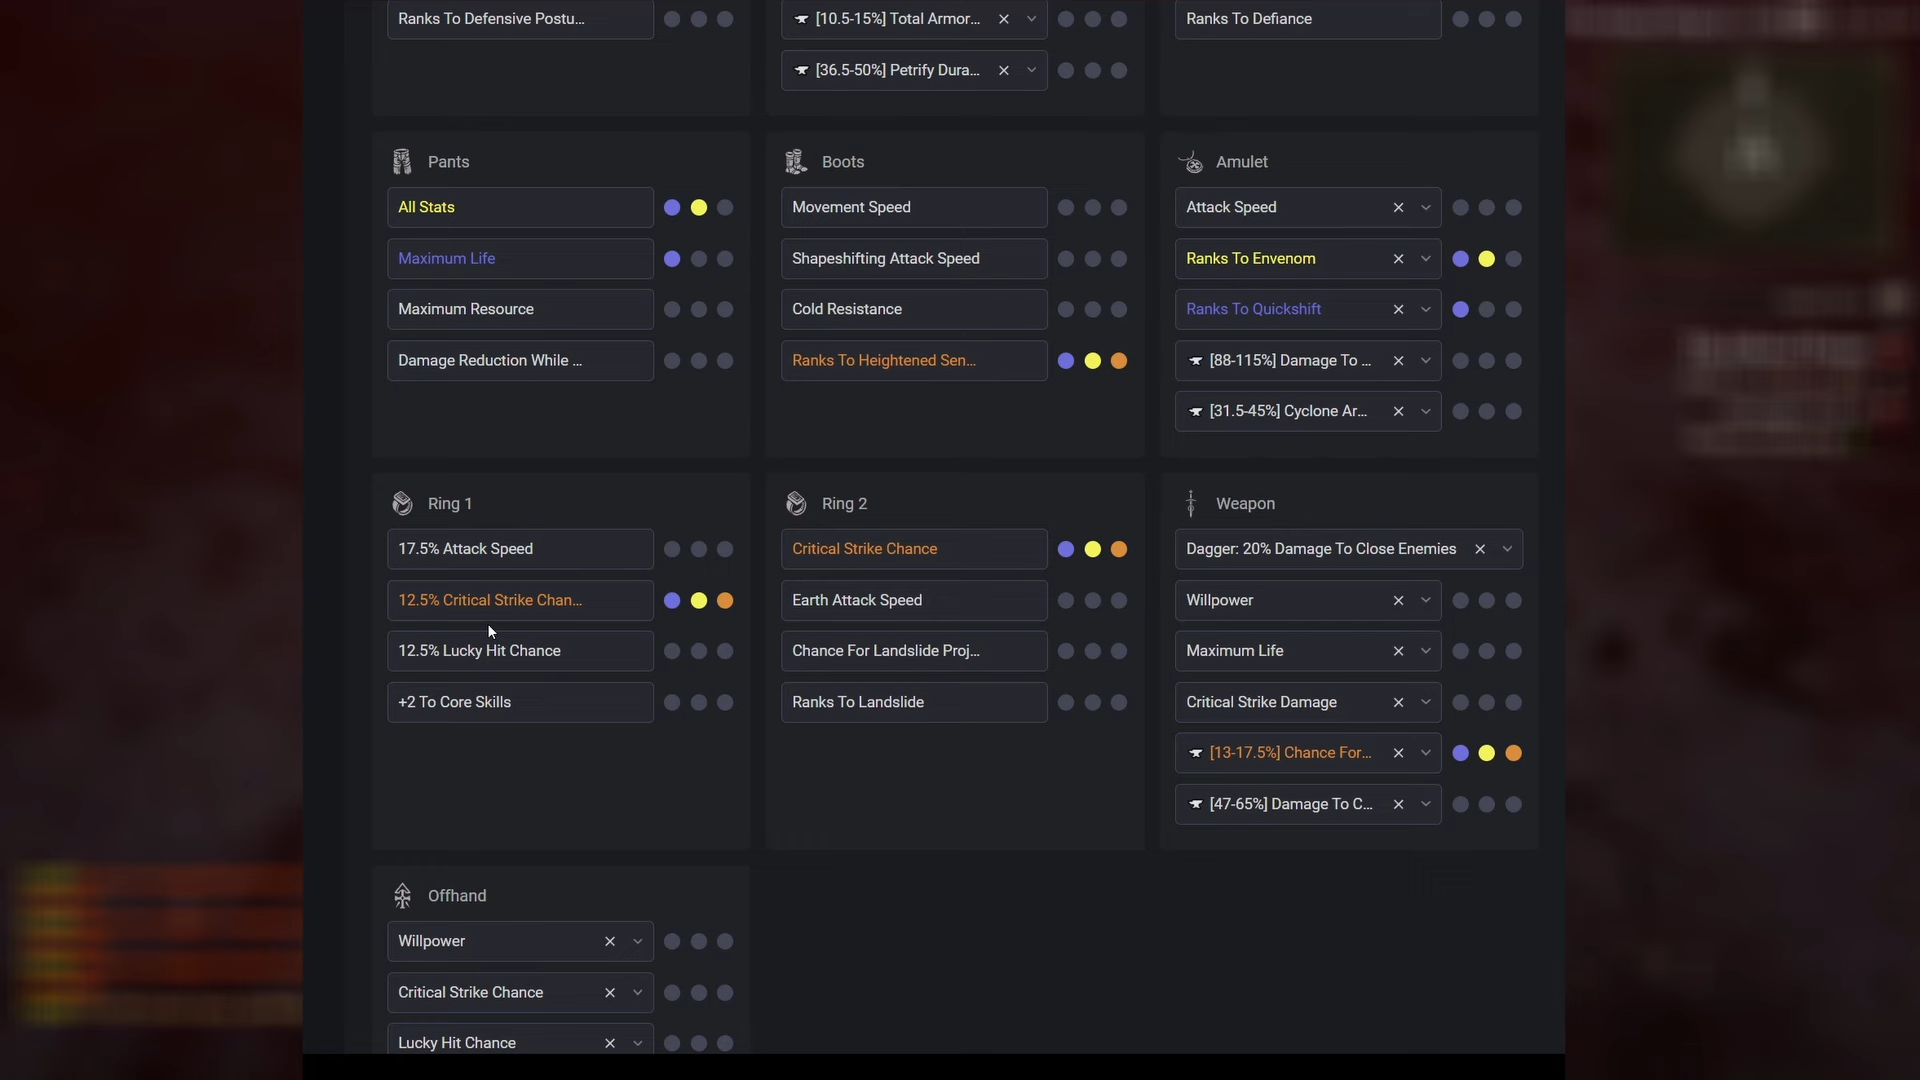 Ranks To Defensive Postu...
[10.5-15%] Total Armor...
[36.5-50%] Petrify Dura...
Ranks To Defiance
Pants
All Stats
Maximum Life
Maximum Resource
Damage Reduction While ...
Boots
Movement Speed
Shapeshifting Attack Speed
Cold Resistance
Ranks To Heightened Sen...
Amulet
Attack Speed
Ranks To Envenom
Ranks To Quickshift
[88-115%] Damage To ...
[31.5-45%] Cyclone Ar...
Ring 1
17.5% Attack Speed
12.5% Critical Strike Chan...
12.5% Lucky Hit Chance
+2 To Core Skills
Ring 2
Critical Strike Chance
Earth Attack Speed
Chance For Landslide Proj...
Ranks To Landslide
Weapon
Dagger: 20% Damage To Close Enemies
Willpower
Maximum Life
Critical Strike Damage
[13-17.5%] Chance For...
[47-65%] Damage To C...
Offhand
Willpower
Critical Strike Chance
Lucky Hit Chance